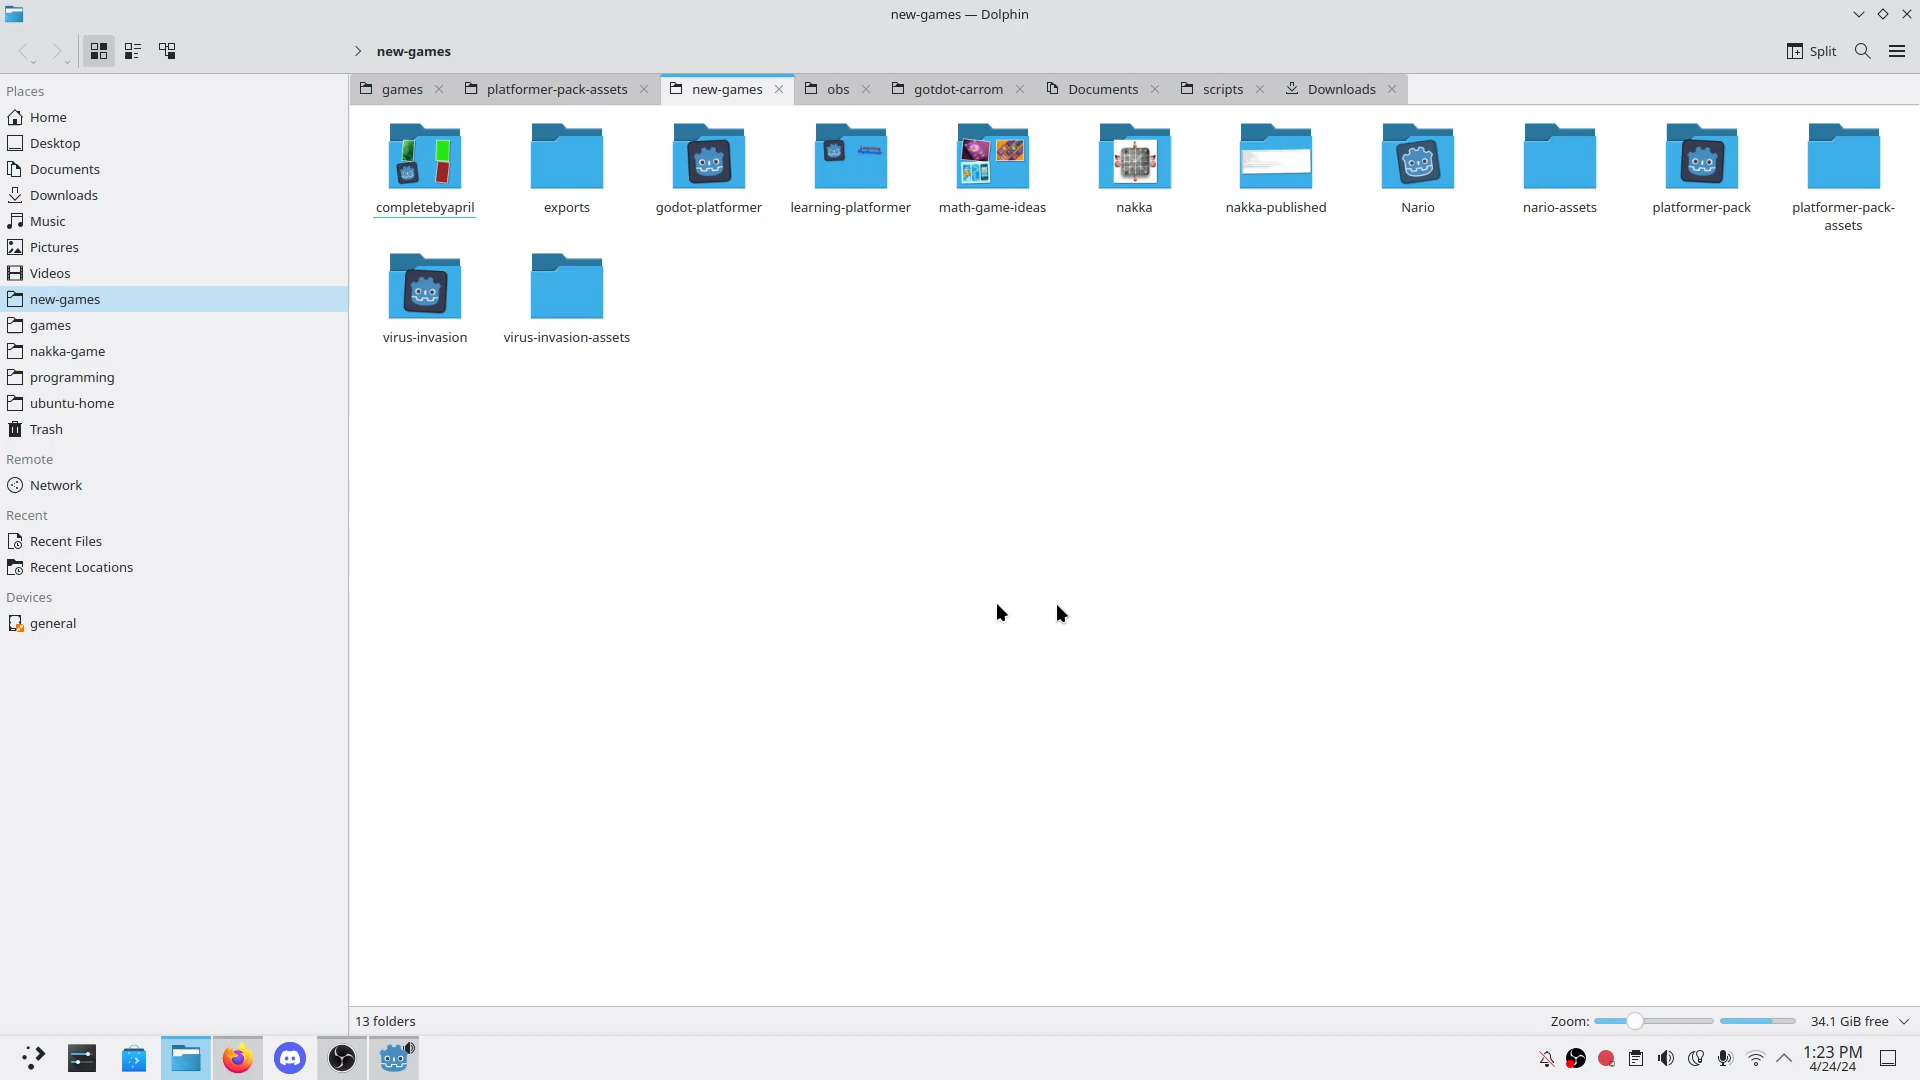 new-games — Dolphin
new-games
Split
games
platformer-pack-assets
new-games
obs
gotdot-carrom
Documents
scripts
Downloads
Places
Home
Desktop
Documents
Downloads
Music
Pictures
Videos
new-games
games
nakka-game
programming
ubuntu-home
Trash
Remote
Network
Recent
Recent Files
Recent Locations
Devices
general
completebyapril
exports
godot-platformer
learning-platformer
math-game-ideas
nakka
nakka-published
Nario
nario-assets
platformer-pack
platformer-pack-
assets
virus-invasion
virus-invasion-assets
13 folders
Zoom:
34.1 GiB free
1:23 PM
4/24/24